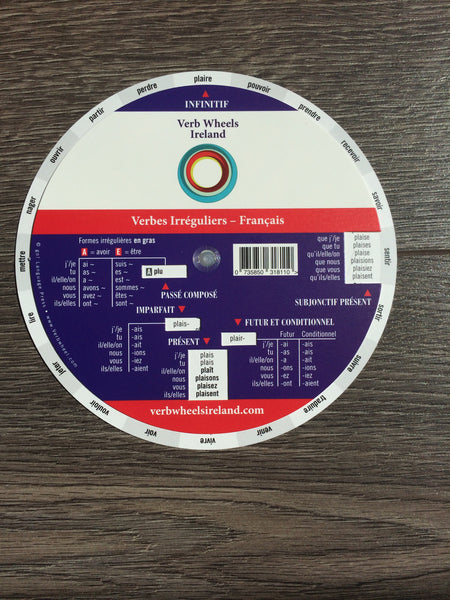 plaire
pouvoir
prendre
recevoir
savoir
sentir
sortir
suivre
traduire
venir
vivre
voir
vouloir
jeter
lire
mettre
nager
ouvrir
partir
perdre
INFINITIF
Verb Wheels
Ireland
Verbes Irréguliers – Français
Formes irrégulières en gras
A = avoir E = être
j'/je ai ~ suis ~
tu as ~ es ~
il/elle/on a ~ est ~
nous avons ~ sommes ~
vous avez ~ êtes ~
ils/elles ont ~ sont ~
A plu
PASSÉ COMPOSÉ
0 735850 318110 >
que j'/je plaise
que tu plaises
qu'il/elle/on plaise
que nous plaisions
que vous plaisiez
qu'ils/elles plaisent
SUBJONCTIF PRÉSENT
IMPARFAIT
plais-
j'/je -ais
tu -ais
il/elle/on -ait
nous -ions
vous -iez
ils/elles -aient
PRÉSENT
j'/je plais
tu plais
il/elle/on plaît
nous plaisons
vous plaisez
ils/elles plaisent
FUTUR ET CONDITIONNEL
plair-
Futur Conditionnel
j'/je -ai -ais
tu -as -ais
il/elle/on -a -ait
nous -ons -ions
vous -ez -iez
ils/elles -ont -aient
verbwheelsireland.com